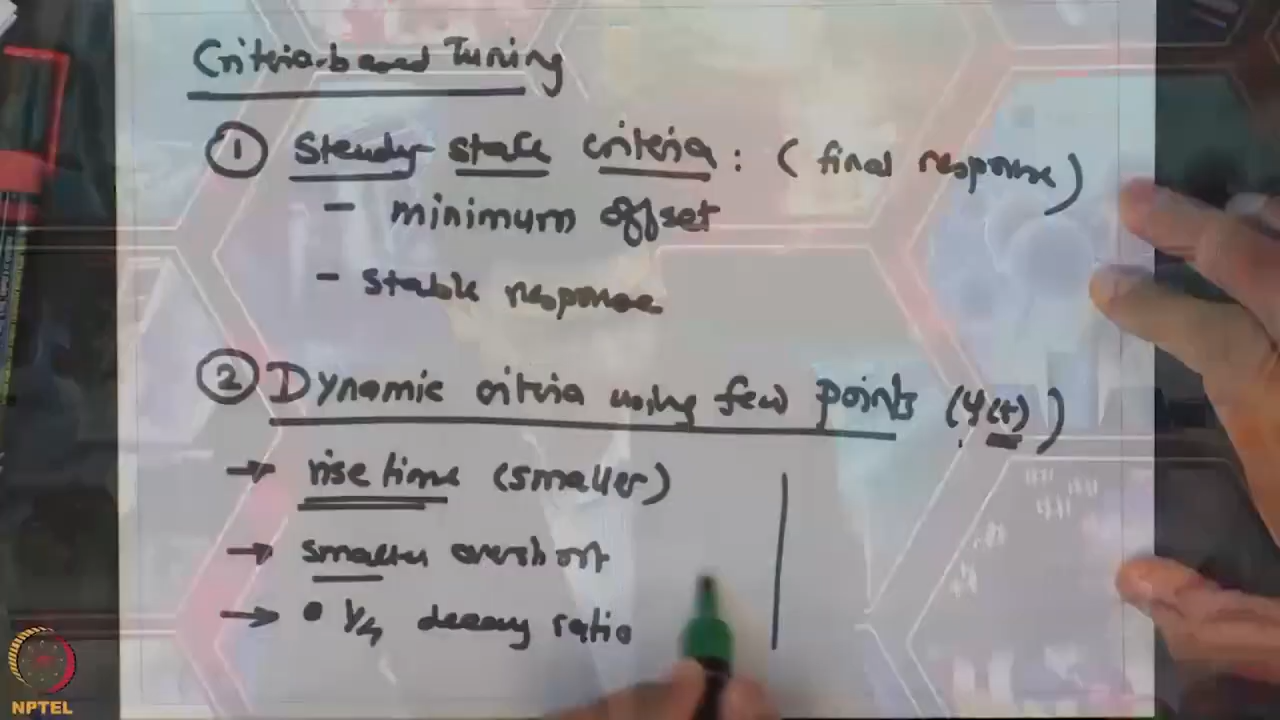 Criteria-based Tuning
① Steady-state criteria: (final response)
- minimum offset
- stable response
② Dynamic criteria using few points (y(t))
→ rise time (smaller)
→ smaller overshoot
→ • 1/4 decay ratio
NPTEL